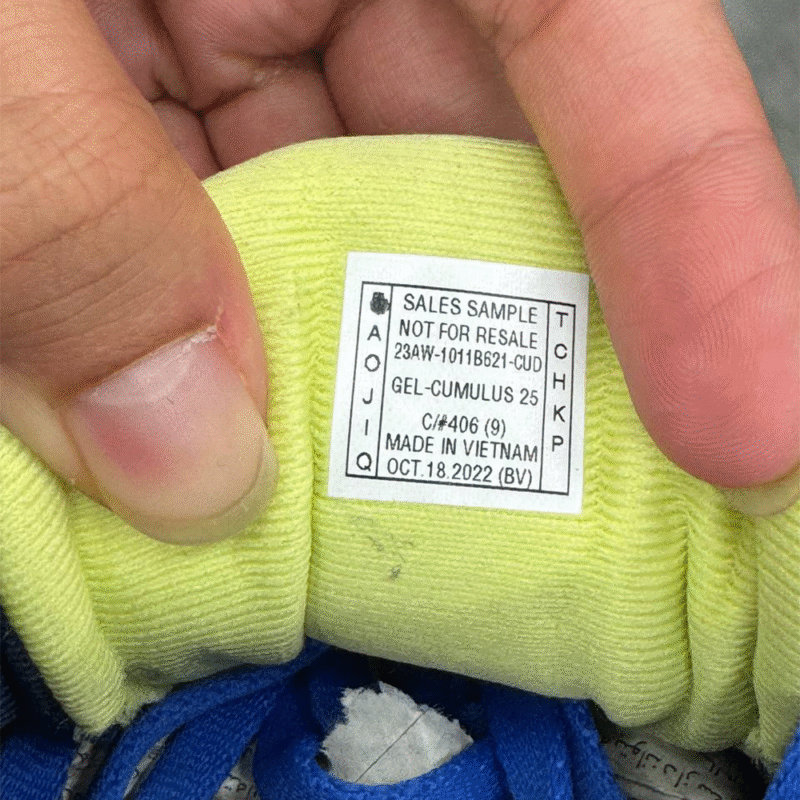 SALES SAMPLE
NOT FOR RESALE
23AW-1011B621-CUD
GEL-CUMULUS 25
C/#406 (9)
MADE IN VIETNAM
OCT.18.2022 (BV)
A
O
J
I
Q
T
C
H
K
P